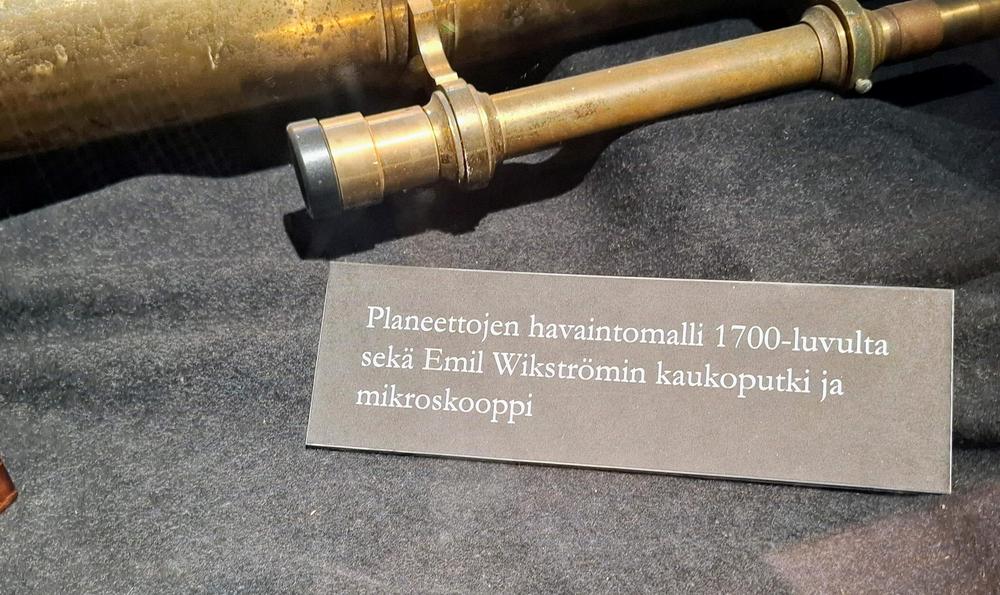 Planeettojen havaintomalli 1700-luvulta
sekä Emil Wikströmin kaukoputki ja
mikroskooppi